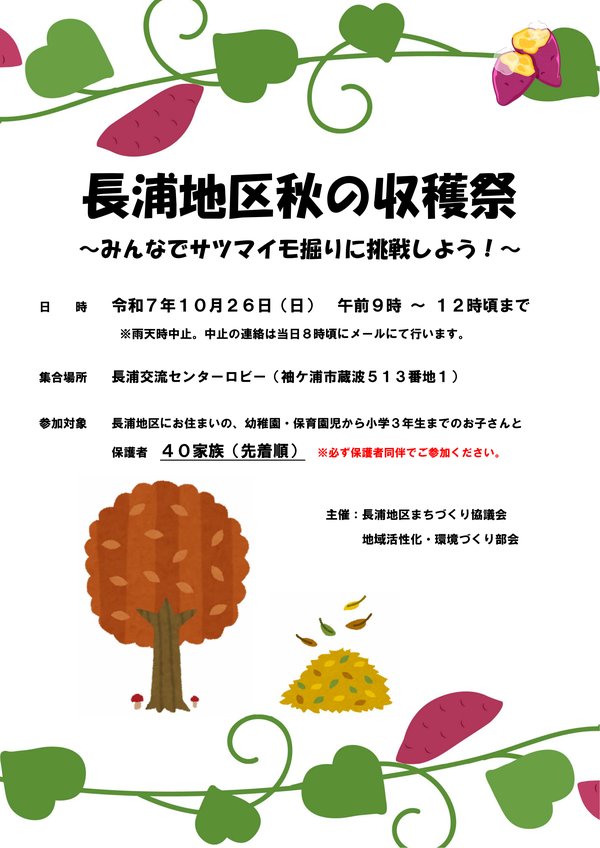 長浦地区秋の収穫祭
～みんなでサツマイモ掘りに挑戦しよう！～
日　時　令和７年１０月２６日（日）　午前９時 ～ １２時頃まで
※雨天時中止。中止の連絡は当日８時頃にメールにて行います。
集合場所　長浦交流センターロビー（袖ケ浦市蔵波５１３番地１）
参加対象　長浦地区にお住まいの、幼稚園・保育園児から小学３年生までのお子さんと
保護者　４０家族（先着順）　※必ず保護者同伴でご参加ください。
主催：長浦地区まちづくり協議会
地域活性化・環境づくり部会